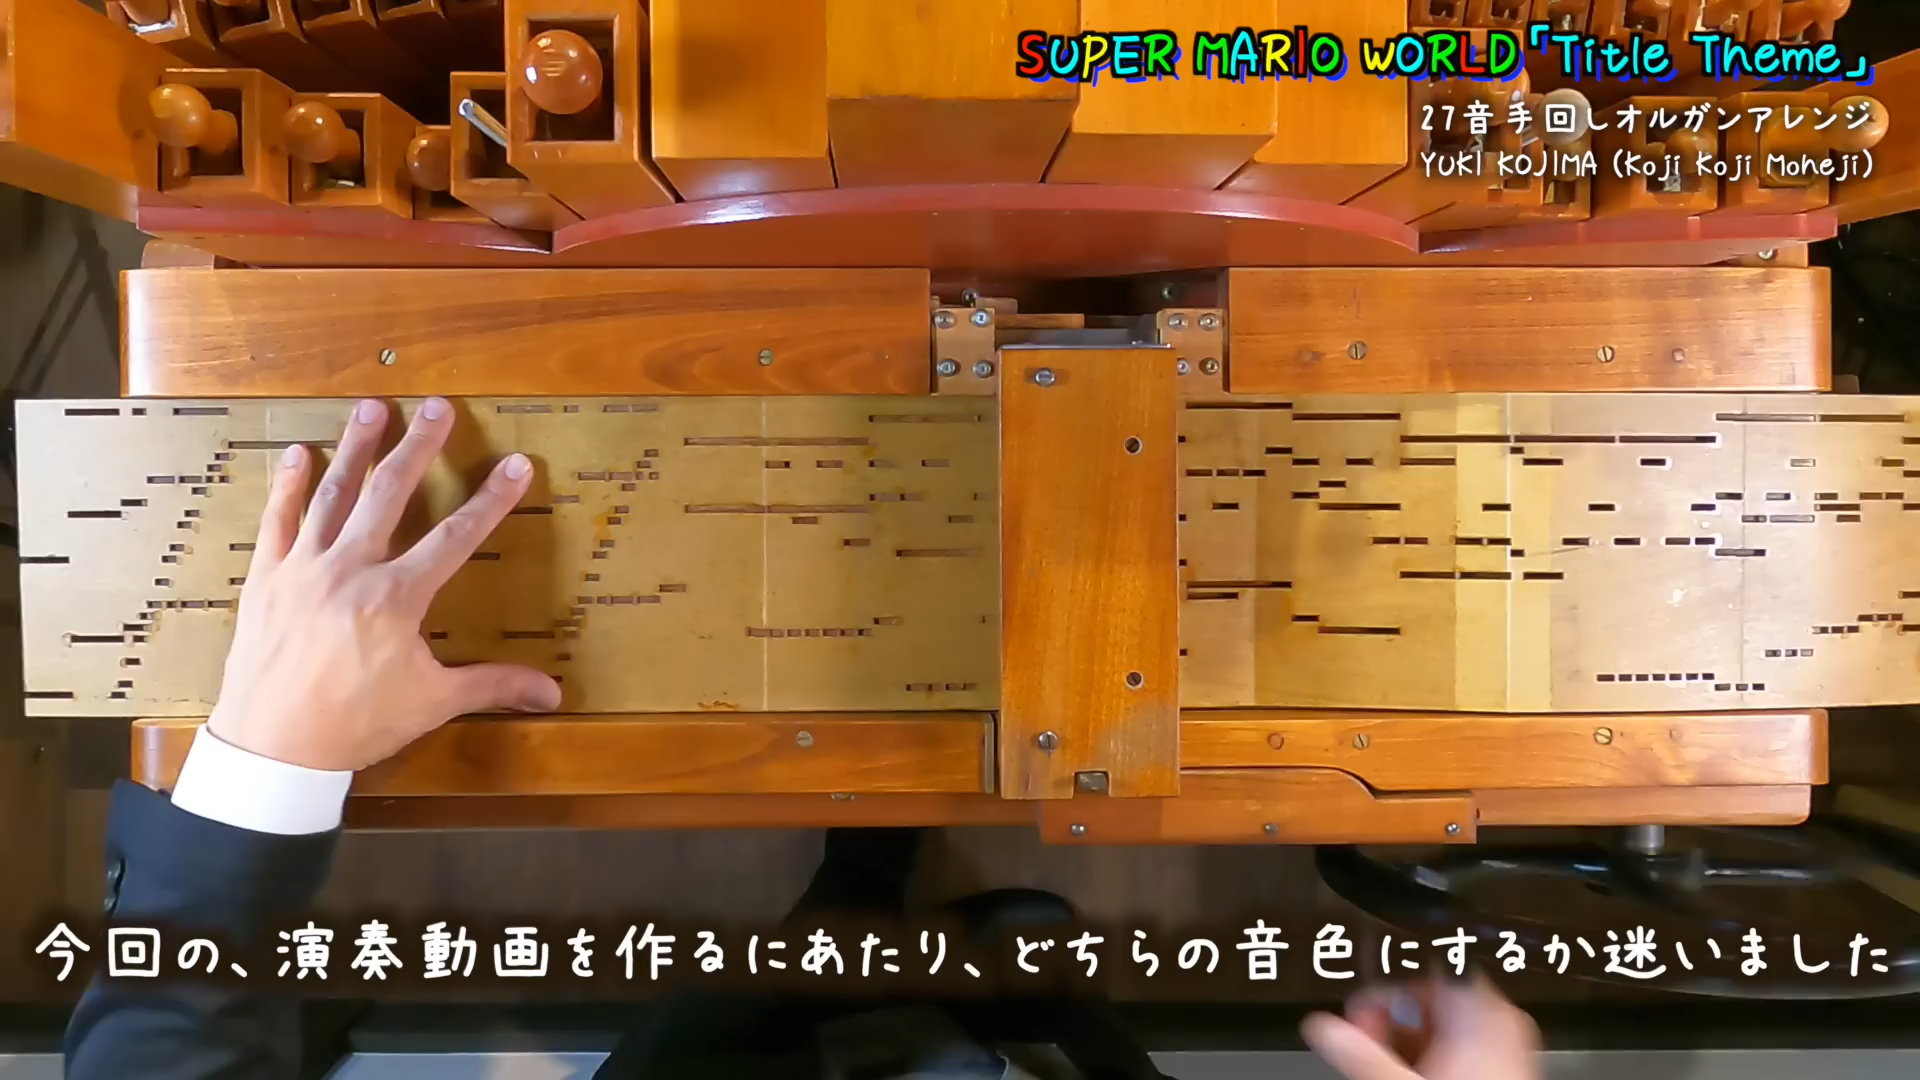 SUPER MARIO WORLD「Title Theme」
27音手回しオルガンアレンジ
YUKI KOJIMA (Koji Koji Moheji)
今回の、演奏動画を作るにあたり、どちらの音色にするか迷いました